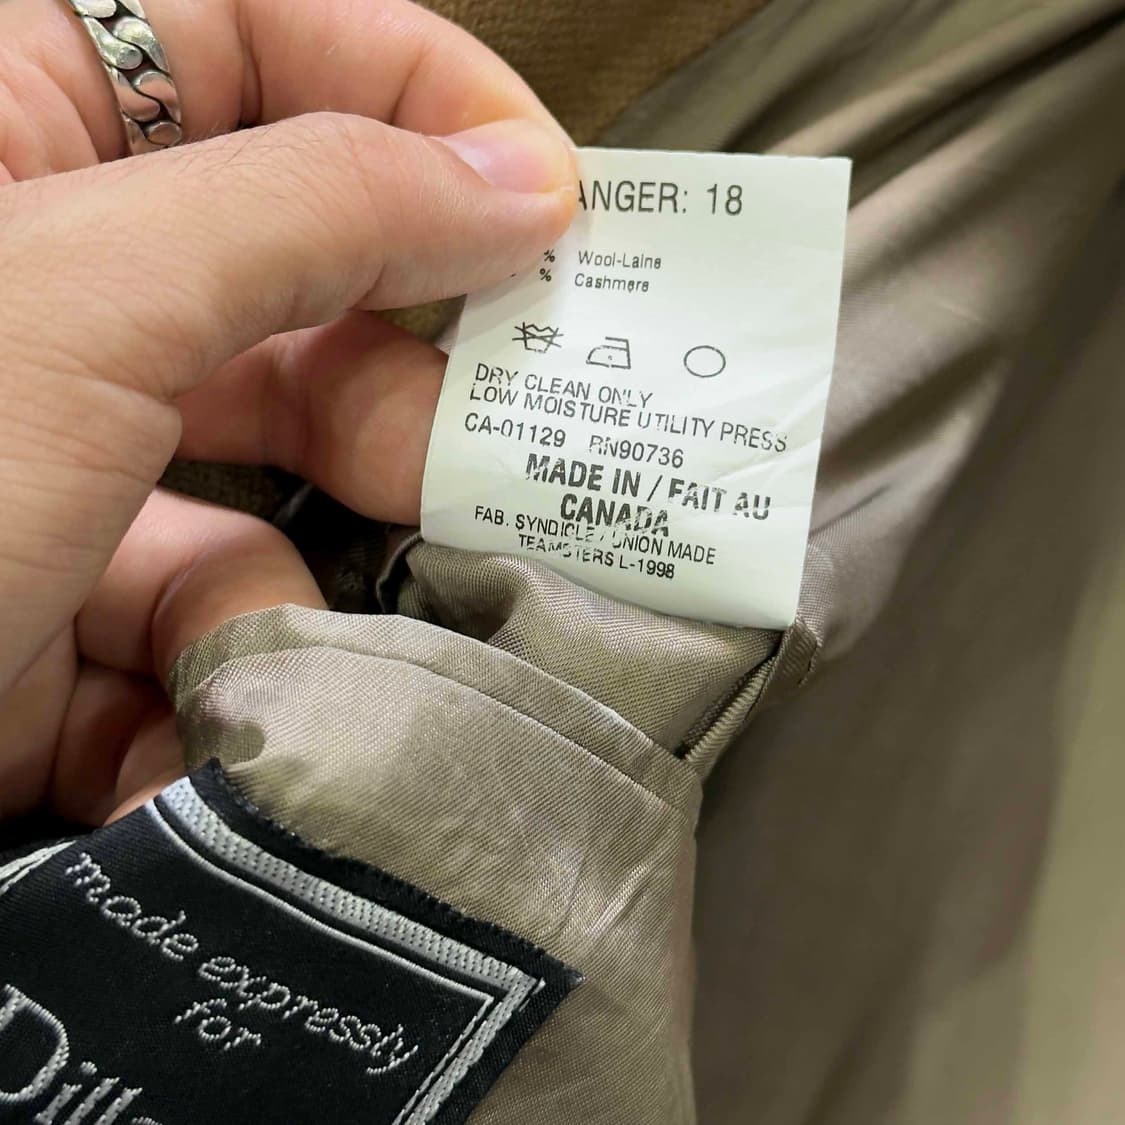 ANGER: 18
% Wool-Laine
% Cashmere
DRY CLEAN ONLY
LOW MOISTURE UTILITY PRESS
CA-01129 RN90736
MADE IN / FAIT AU
CANADA
FAB. SYNDICLE / UNION MADE
TEAMSTERS L-1998
made expressly
for
Dilla